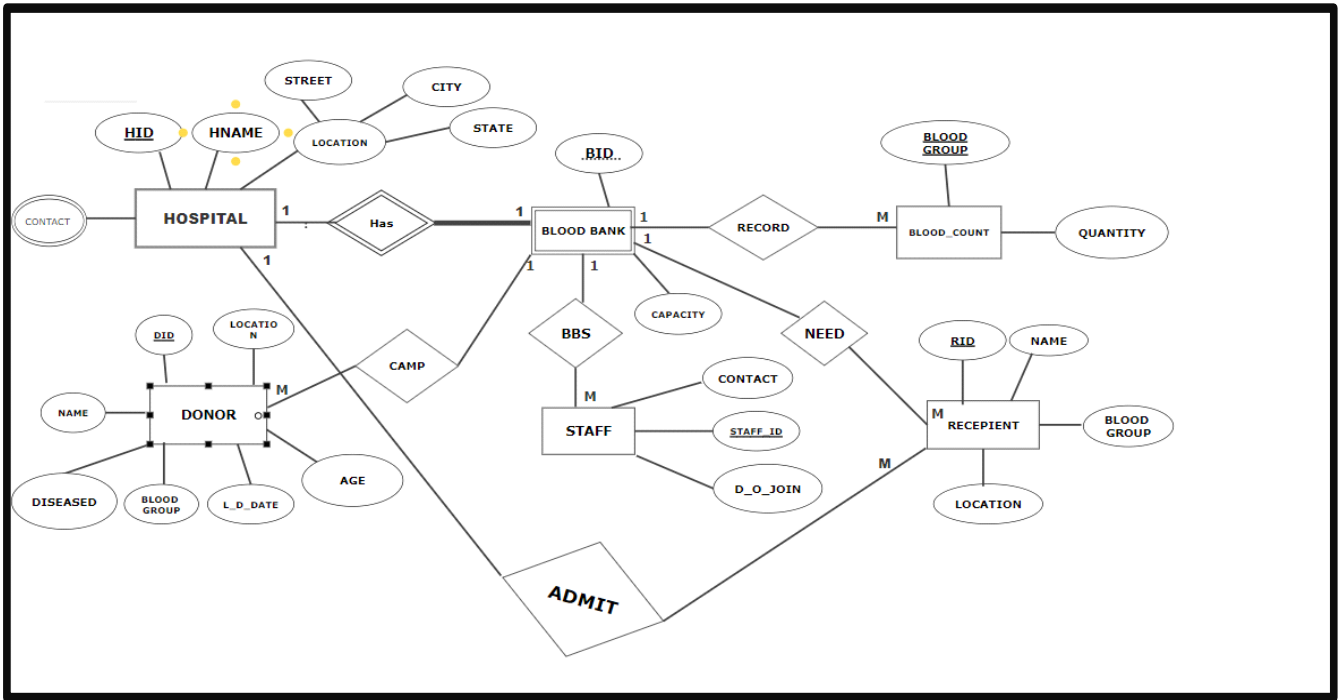 STREET
CITY
HID
HNAME
LOCATION
STATE
BID
BLOOD
GROUP
CONTACT
HOSPITAL
1
:
Has
1
BLOOD BANK
1
1
RECORD
M
BLOOD_COUNT
QUANTITY
1
1
1
CAPACITY
DID
LOCATIO
N
CAMP
BBS
NEED
RID
NAME
M
NAME
DONOR
M
STAFF
CONTACT
STAFF_ID
D_O_JOIN
M
RECEPIENT
BLOOD
GROUP
M
LOCATION
DISEASED
BLOOD
GROUP
L_D_DATE
AGE
ADMIT